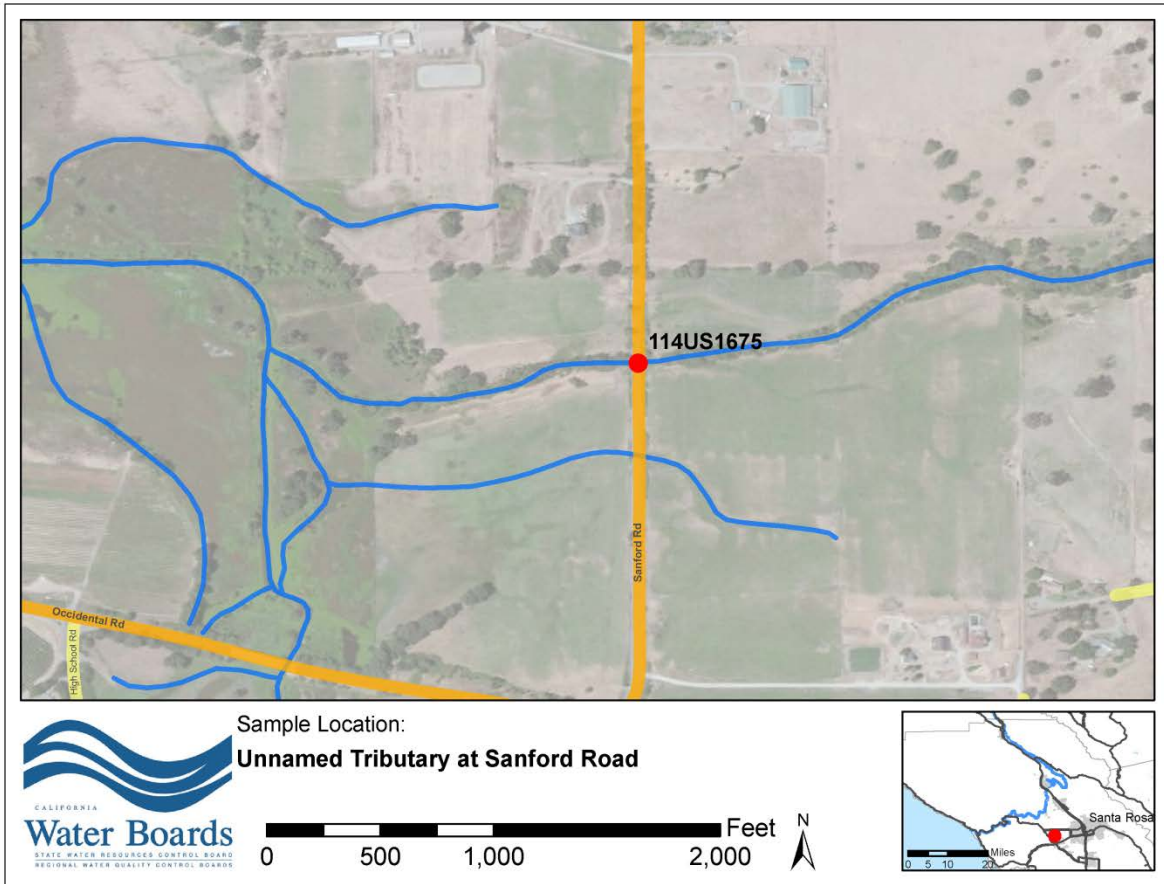 114US1675
Sanford Rd
Occidental Rd
High School Rd
Sample Location:
Unnamed Tributary at Sanford Road
CALIFORNIA
Water Boards
STATE WATER RESOURCES CONTROL BOARD
REGIONAL WATER QUALITY CONTROL BOARDS
Feet
0 500 1,000 2,000
N
Santa Rosa
Miles
0 5 10 20